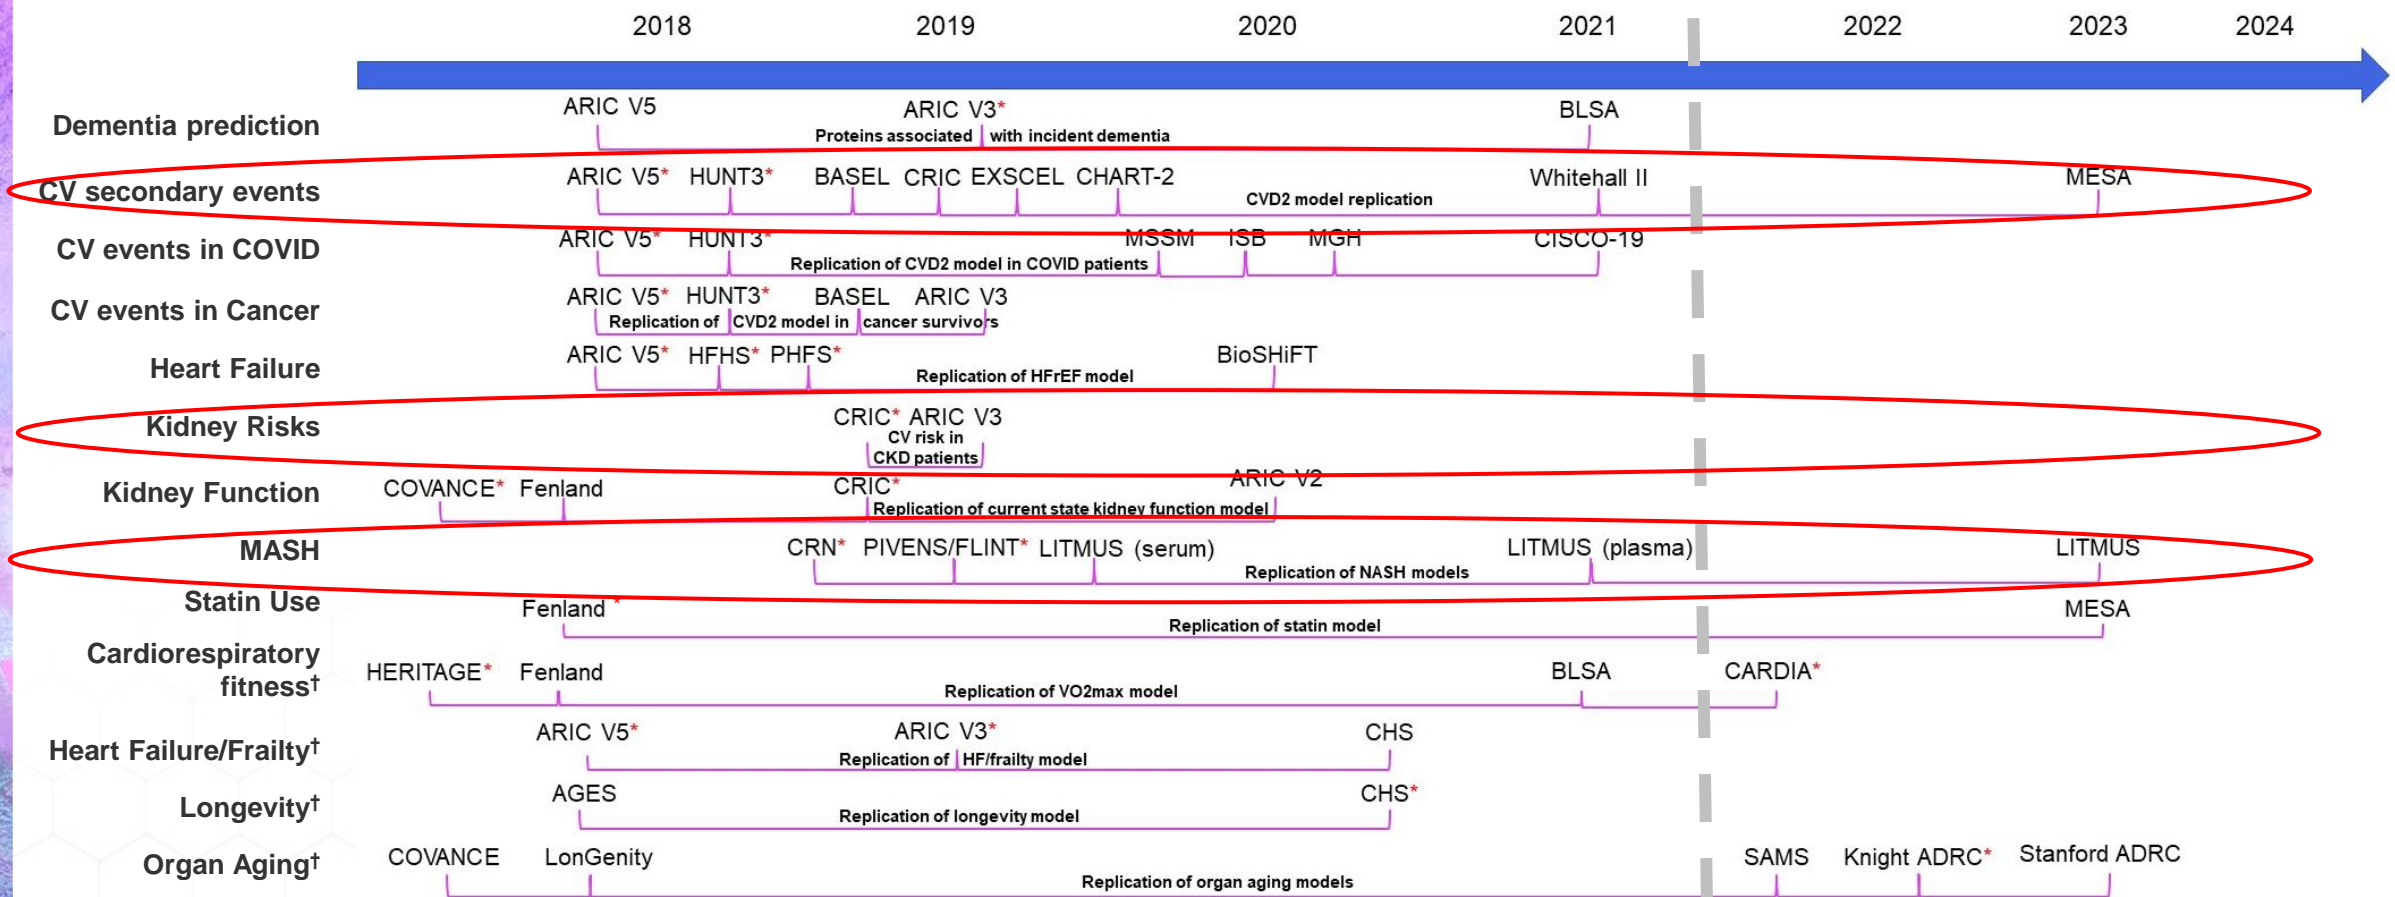 2018 2019 2020 2021 2022 2023 2024
ARIC V5 ARIC V3* BLSA
Dementia prediction
Proteins associated with incident dementia
ARIC V5* HUNT3* BASEL CRIC EXSCEL CHART-2 Whitehall II MESA
CV secondary events
CVD2 model replication
ARIC V5* HUNT3* MSSM ISB MGH CISCO-19
CV events in COVID
Replication of CVD2 model in COVID patients
ARIC V5* HUNT3* BASEL ARIC V3
CV events in Cancer
Replication of CVD2 model in cancer survivors
ARIC V5* HFHS* PHFS* BioSHiFT
Heart Failure
Replication of HFrEF model
CRIC* ARIC V3
Kidney Risks
CV risk in
CKD patients
COVANCE* Fenland CRIC* ARIC V2
Kidney Function
Replication of current state kidney function model
MASH
CRN* PIVENS/FLINT* LITMUS (serum) LITMUS (plasma) LITMUS
Replication of NASH models
Statin Use
Fenland * MESA
Replication of statin model
Cardiorespiratory
fitness†
HERITAGE* Fenland BLSA CARDIA*
Replication of VO2max model
ARIC V5* ARIC V3* CHS
Heart Failure/Frailty†
Replication of HF/frailty model
AGES CHS*
Longevity†
Replication of longevity model
COVANCE LonGenity SAMS Knight ADRC* Stanford ADRC
Organ Aging†
Replication of organ aging models